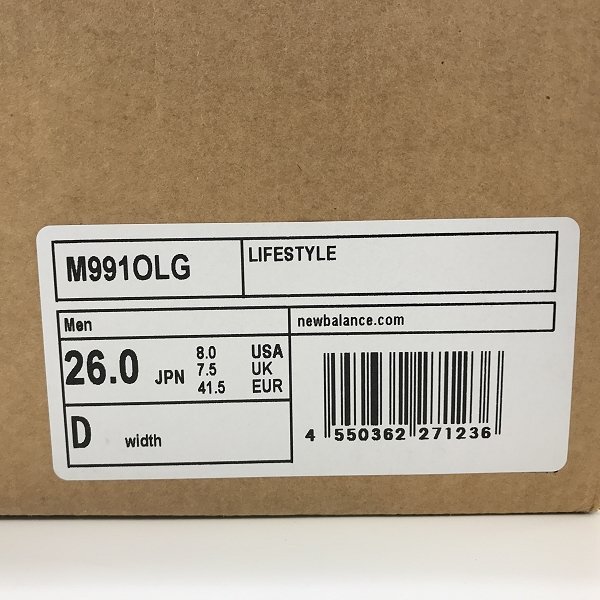 M991OLG
LIFESTYLE
Men
newbalance.com
26.0 JPN
8.0 USA
7.5 UK
41.5 EUR
D width
4 550362 271236